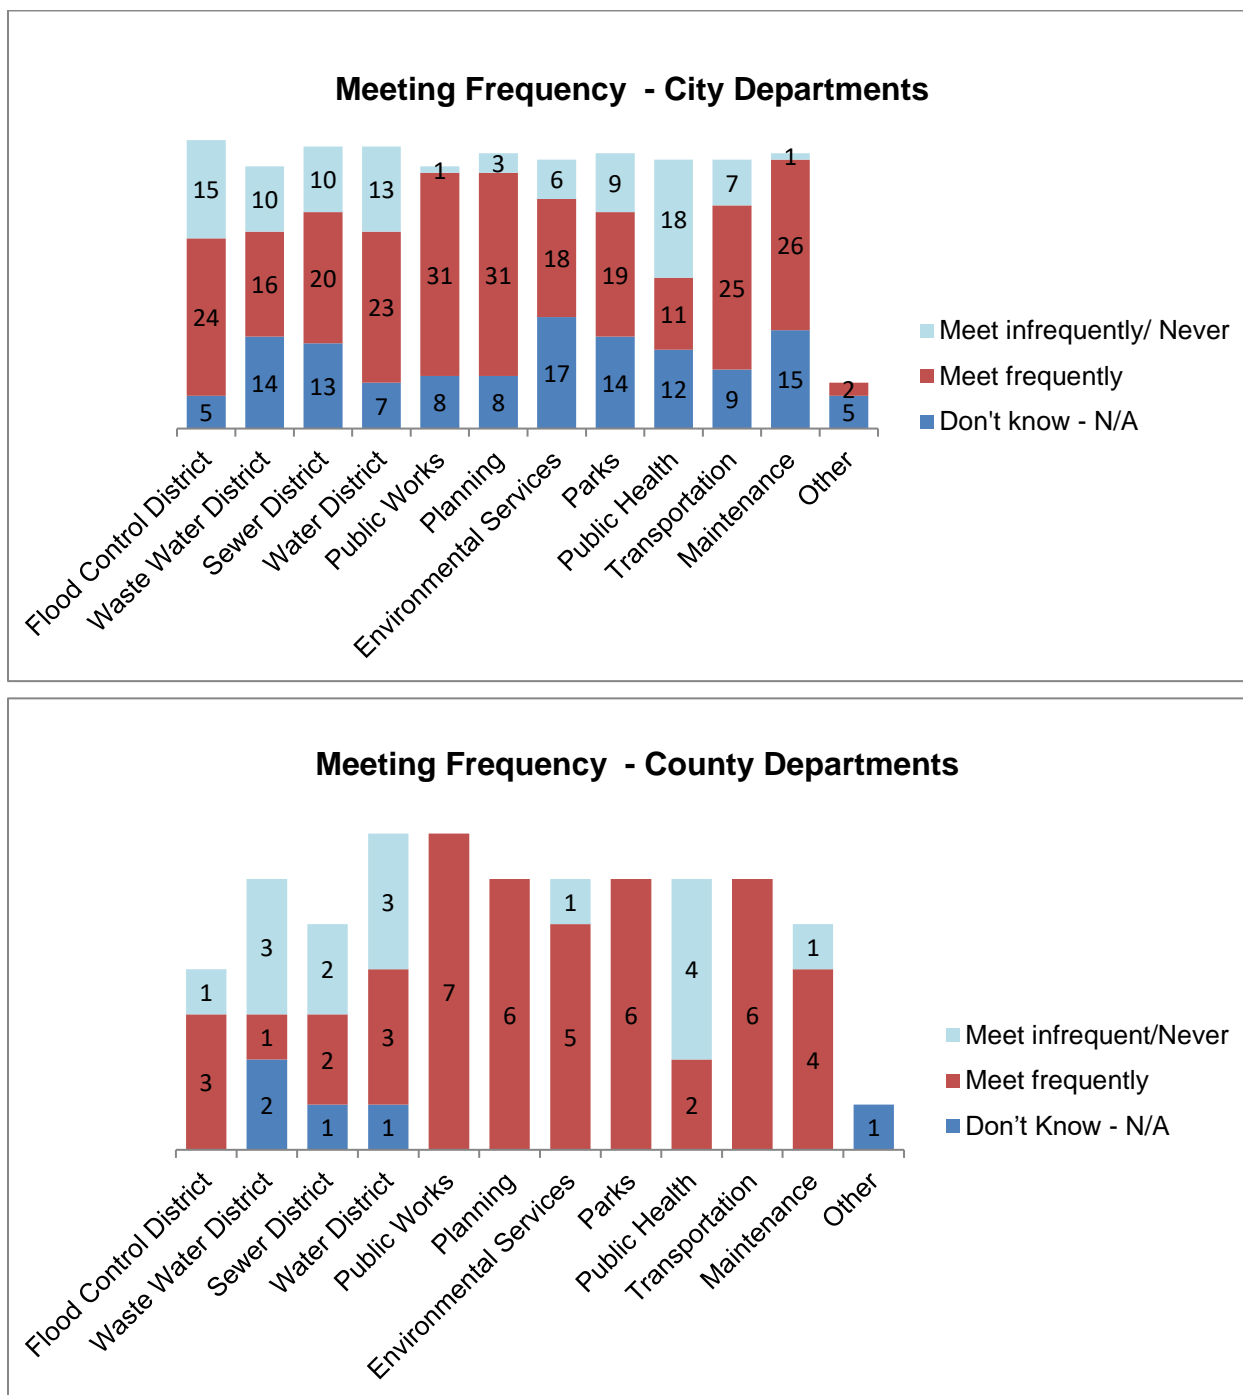 Meeting Frequency  - City Departments
15 10 10 13 1 3 6 9 18 7 1
24 16 20 23 31 31 18 19 11 25 26 2
5 14 13 7 8 8 17 14 12 9 15 5
Meet infrequently/ Never
Meet frequently
Don't know - N/A
Flood Control District
Waste Water District
Sewer District
Water District
Public Works
Planning
Environmental Services
Parks
Public Health
Transportation
Maintenance
Other
Meeting Frequency  - County Departments
1 3 2 3 1 4 1
3 1 2 3 7 6 5 6 2 6 4
2 1 1 1
Meet infrequent/Never
Meet frequently
Don’t Know - N/A
Flood Control District
Waste Water District
Sewer District
Water District
Public Works
Planning
Environmental Services
Parks
Public Health
Transportation
Maintenance
Other